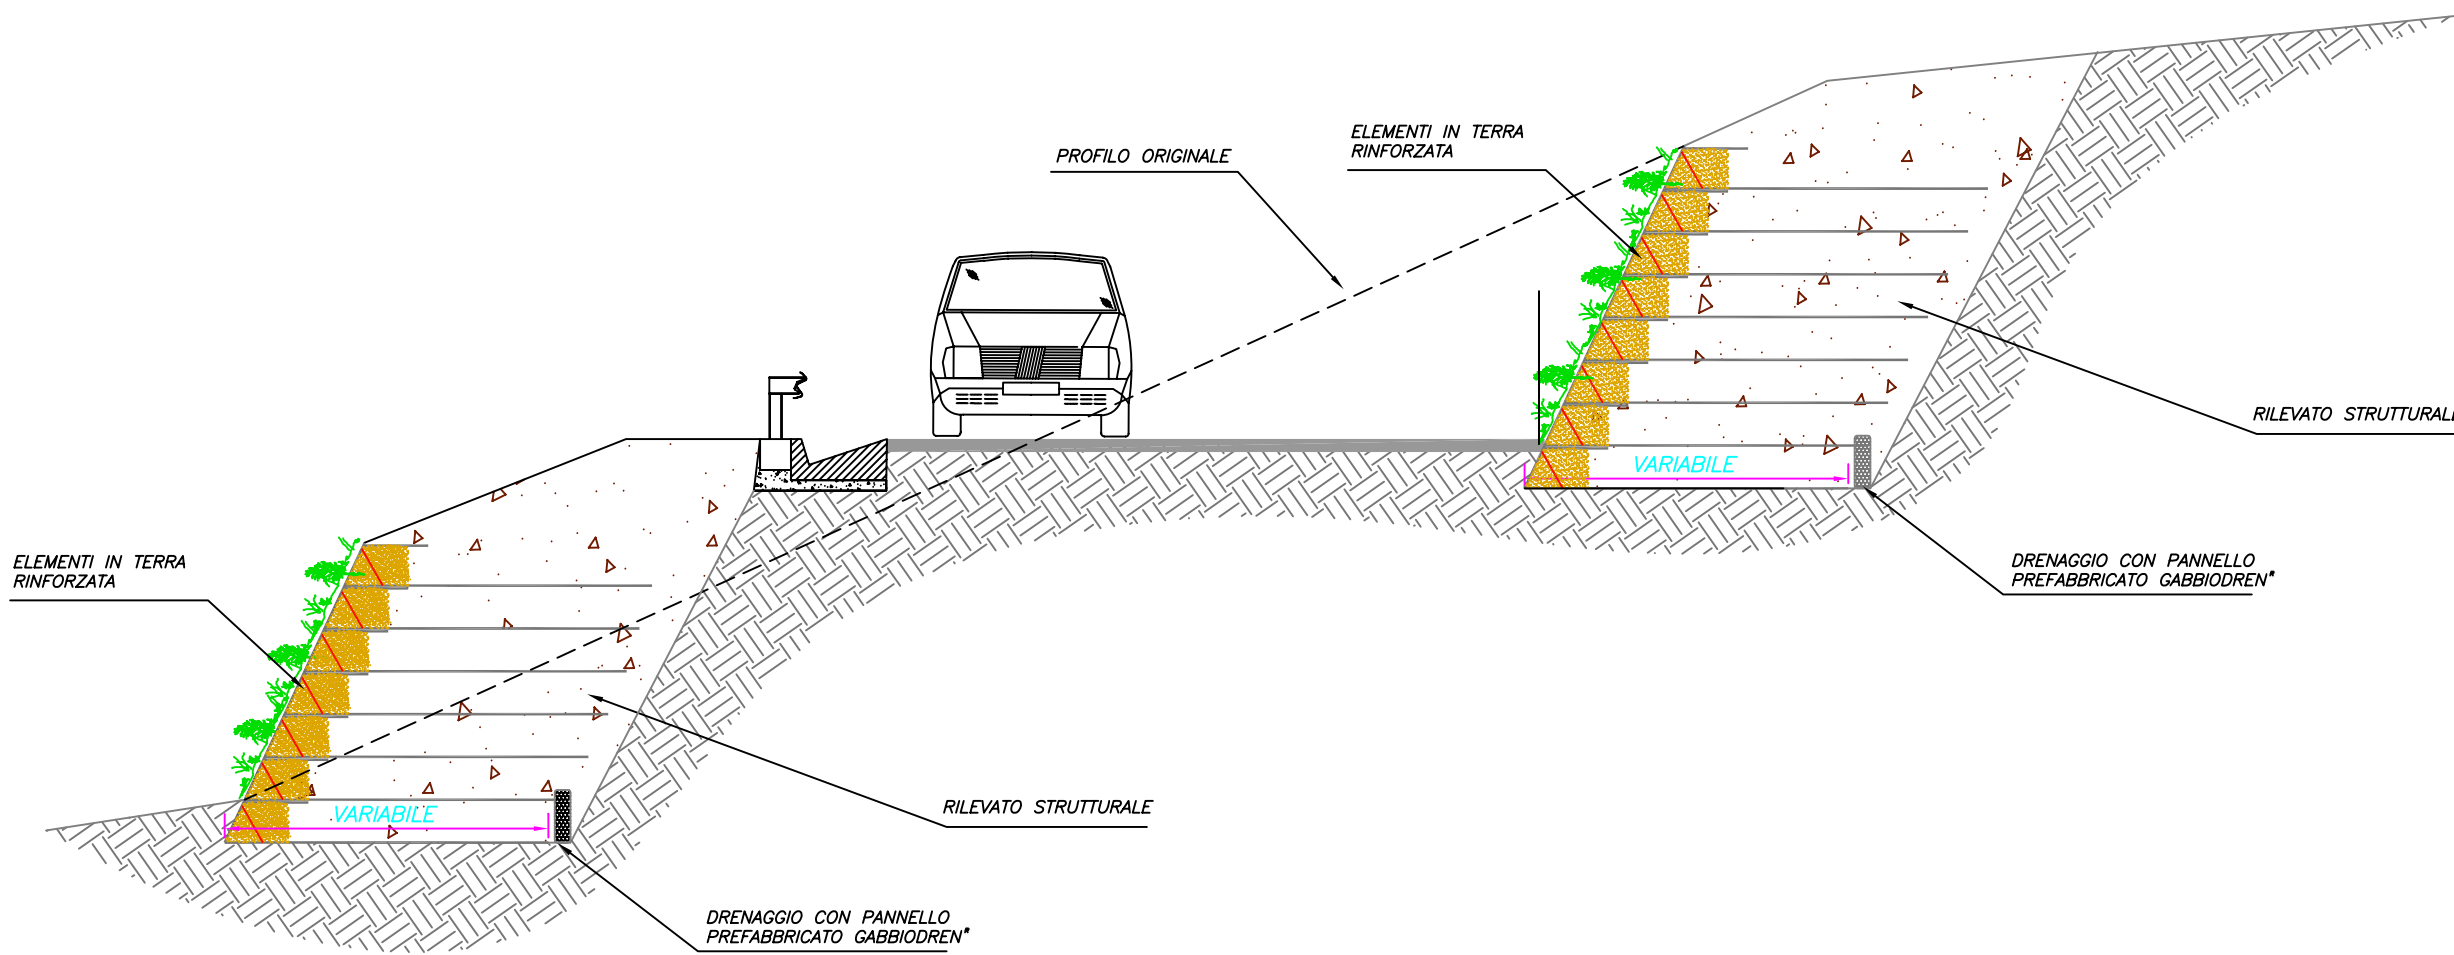 PROFILO ORIGINALE
ELEMENTI IN TERRA
RINFORZATA
RILEVATO STRUTTURALE
VARIABILE
DRENAGGIO CON PANNELLO
PREFABBRICATO GABBIODREN®
ELEMENTI IN TERRA
RINFORZATA
VARIABILE
RILEVATO STRUTTURALE
DRENAGGIO CON PANNELLO
PREFABBRICATO GABBIODREN®